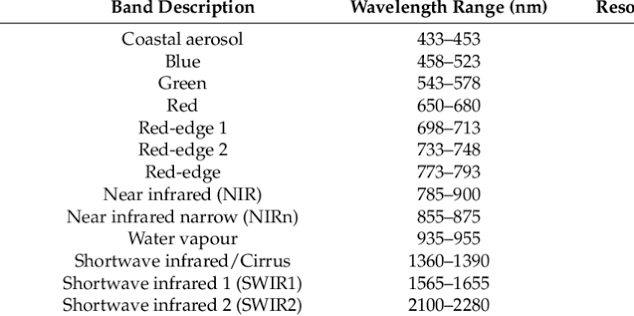 Band Description Wavelength Range (nm)
Coastal aerosol 433–453
Blue 458–523
Green 543–578
Red 650–680
Red-edge 1 698–713
Red-edge 2 733–748
Red-edge 773–793
Near infrared (NIR) 785–900
Near infrared narrow (NIRn) 855–875
Water vapour 935–955
Shortwave infrared/Cirrus 1360–1390
Shortwave infrared 1 (SWIR1) 1565–1655
Shortwave infrared 2 (SWIR2) 2100–2280